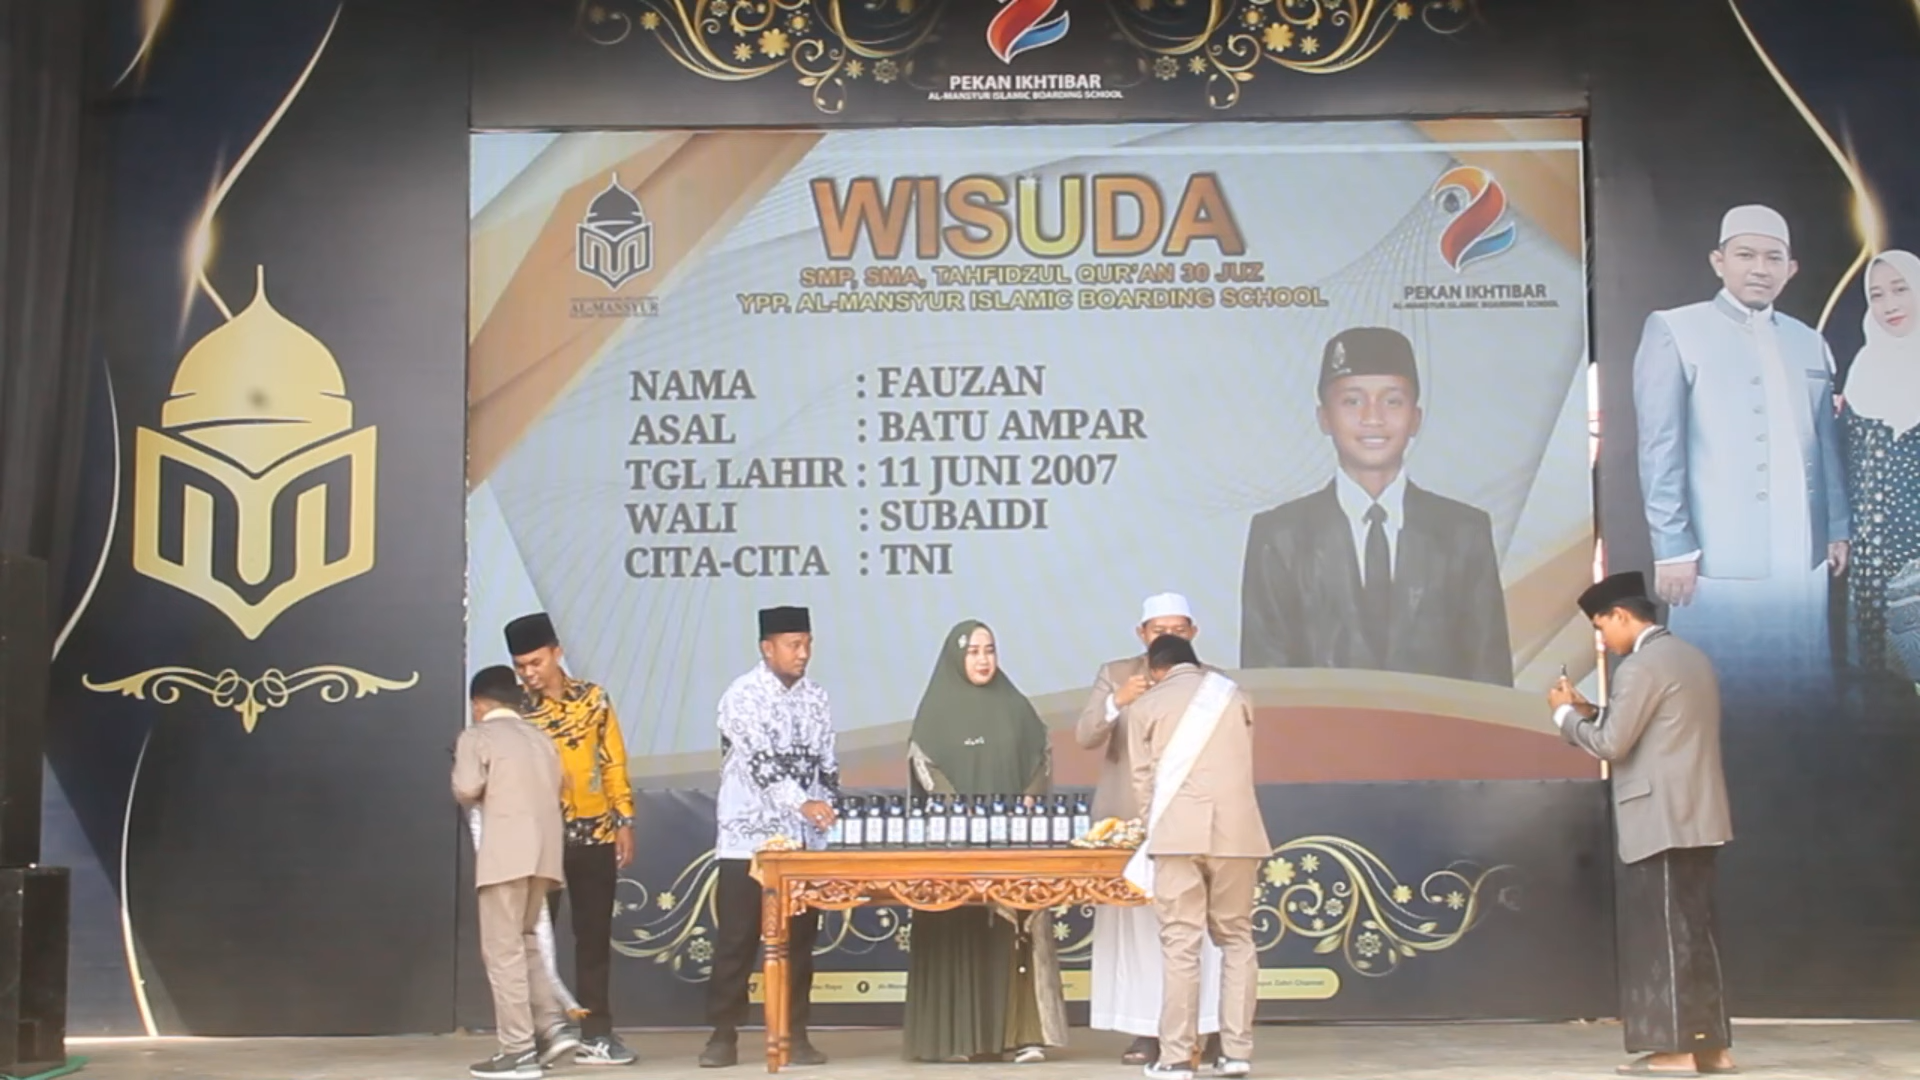 PEKAN IKHTIBAR
AL-MANSYUR ISLAMIC BOARDING SCHOOL
WISUDA
SMP, SMA, TAHFIDZUL QUR'AN 30 JUZ
YPP. AL-MANSYUR ISLAMIC BOARDING SCHOOL
AL-MANSYUR
PEKAN IKHTIBAR
AL-MANSYUR ISLAMIC BOARDING SCHOOL
NAMA : FAUZAN
ASAL : BATU AMPAR
TGL LAHIR : 11 JUNI 2007
WALI : SUBAIDI
CITA-CITA : TNI